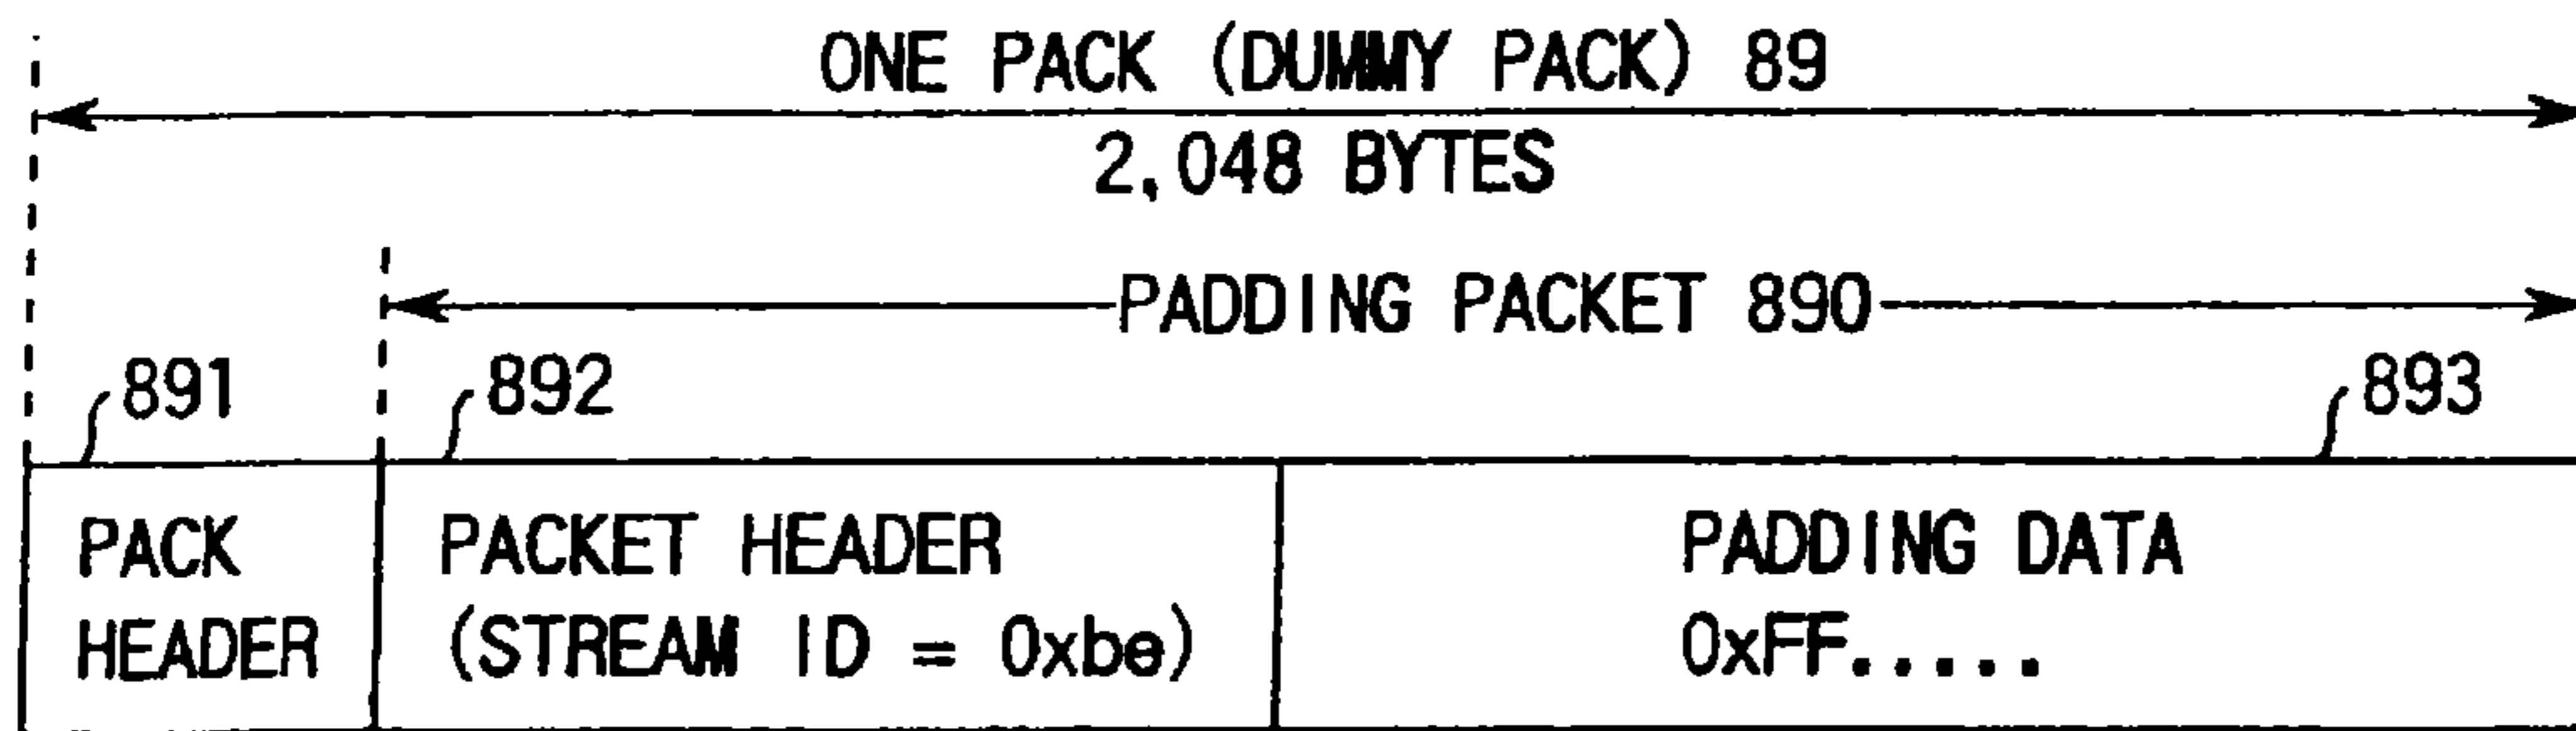 ONE PACK (DUMMY PACK) 89
2,048 BYTES
PADDING PACKET 890
891
892
893
PACK
HEADER
PACKET HEADER
(STREAM ID = 0xbe)
PADDING DATA
0xFF.....